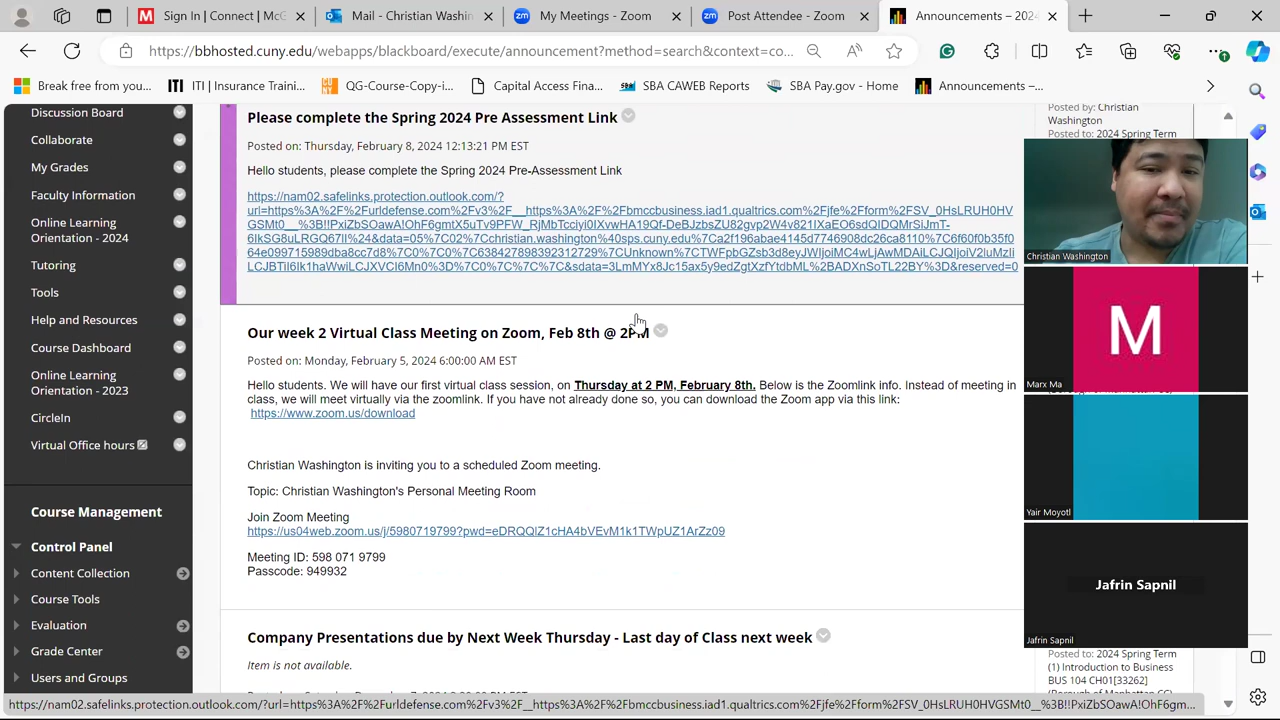 Sign in | Connect | McG
Mail - Christian Washingt
My Meetings - Zoom
Post Attendee - Zoom
Announcements – 2024
https://bbhosted.cuny.edu/webapps/blackboard/execute/announcement?method=search&context=co...
Break free from you...
ITI | Insurance Traini...
QG-Course-Copy-i...
Capital Access Fina...
SBA CAWEB Reports
SBA Pay.gov - Home
Announcements –...
Discussion Board
Collaborate
My Grades
Faculty Information
Online Learning
Orientation - 2024
Tutoring
Tools
Help and Resources
Course Dashboard
Online Learning
Orientation - 2023
CircleIn
Virtual Office hours
Course Management
Control Panel
Content Collection
Course Tools
Evaluation
Grade Center
Users and Groups
Please complete the Spring 2024 Pre Assessment Link
Posted on: Thursday, February 8, 2024 12:13:21 PM EST
Hello students, please complete the Spring 2024 Pre-Assessment Link
https://nam02.safelinks.protection.outlook.com/?
Our week 2 Virtual Class Meeting on Zoom, Feb 8th @ 2PM
Posted on: Monday, February 5, 2024 6:00:00 AM EST
Hello students. We will have our first virtual class session, on Thursday at 2 PM, February 8th. Below is the Zoomlink info. Instead of meeting in
class, we will meet virtually via the zoomlink. If you have not already done so, you can download the Zoom app via this link:
https://www.zoom.us/download
Christian Washington is inviting you to a scheduled Zoom meeting.
Topic: Christian Washington's Personal Meeting Room
Join Zoom Meeting
https://us04web.zoom.us/j/5980719799?pwd=eDRQQlZ1cHA4bVEvM1k1TWpUZ1ArZz09
Meeting ID: 598 071 9799
Passcode: 949932
Company Presentations due by Next Week Thursday - Last day of Class next week
Item is not available.
Posted by: Christian
Washington
Posted to: 2024 Spring Term
Christian Washington
Marx Ma
Yair Moyotl
Jafrin Sapnil
Jafrin Sapnil
Posted to: 2024 Spring Term
(1) Introduction to Business
BUS 104 CH01[33262]